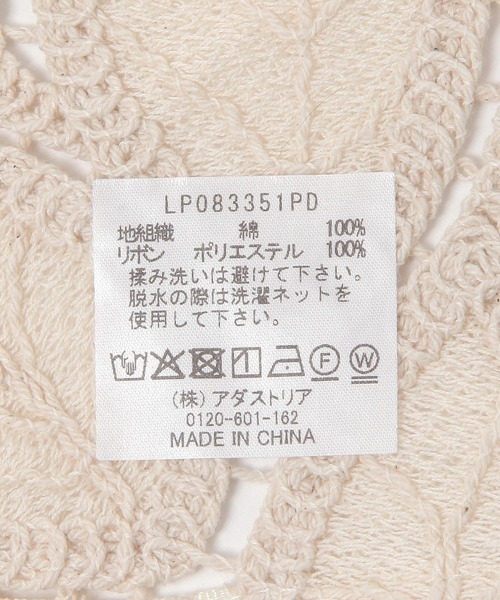 LP083351PD
地組織 綿 100%
リボン ポリエステル 100%
揉み洗いは避けて下さい。
脱水の際は洗濯ネットを
使用して下さい。
F W
(株) アダストリア
0120-601-162
MADE IN CHINA